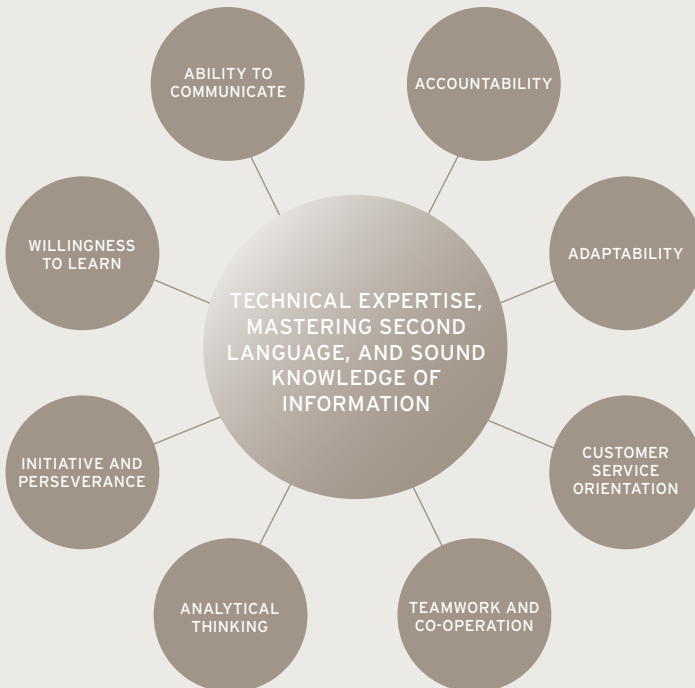 ABILITY TO
COMMUNICATE
ACCOUNTABILITY
WILLINGNESS
TO LEARN
ADAPTABILITY
TECHNICAL EXPERTISE,
MASTERING SECOND
LANGUAGE, AND SOUND
KNOWLEDGE OF
INFORMATION
INITIATIVE AND
PERSEVERANCE
CUSTOMER
SERVICE
ORIENTATION
ANALYTICAL
THINKING
TEAMWORK AND
CO-OPERATION